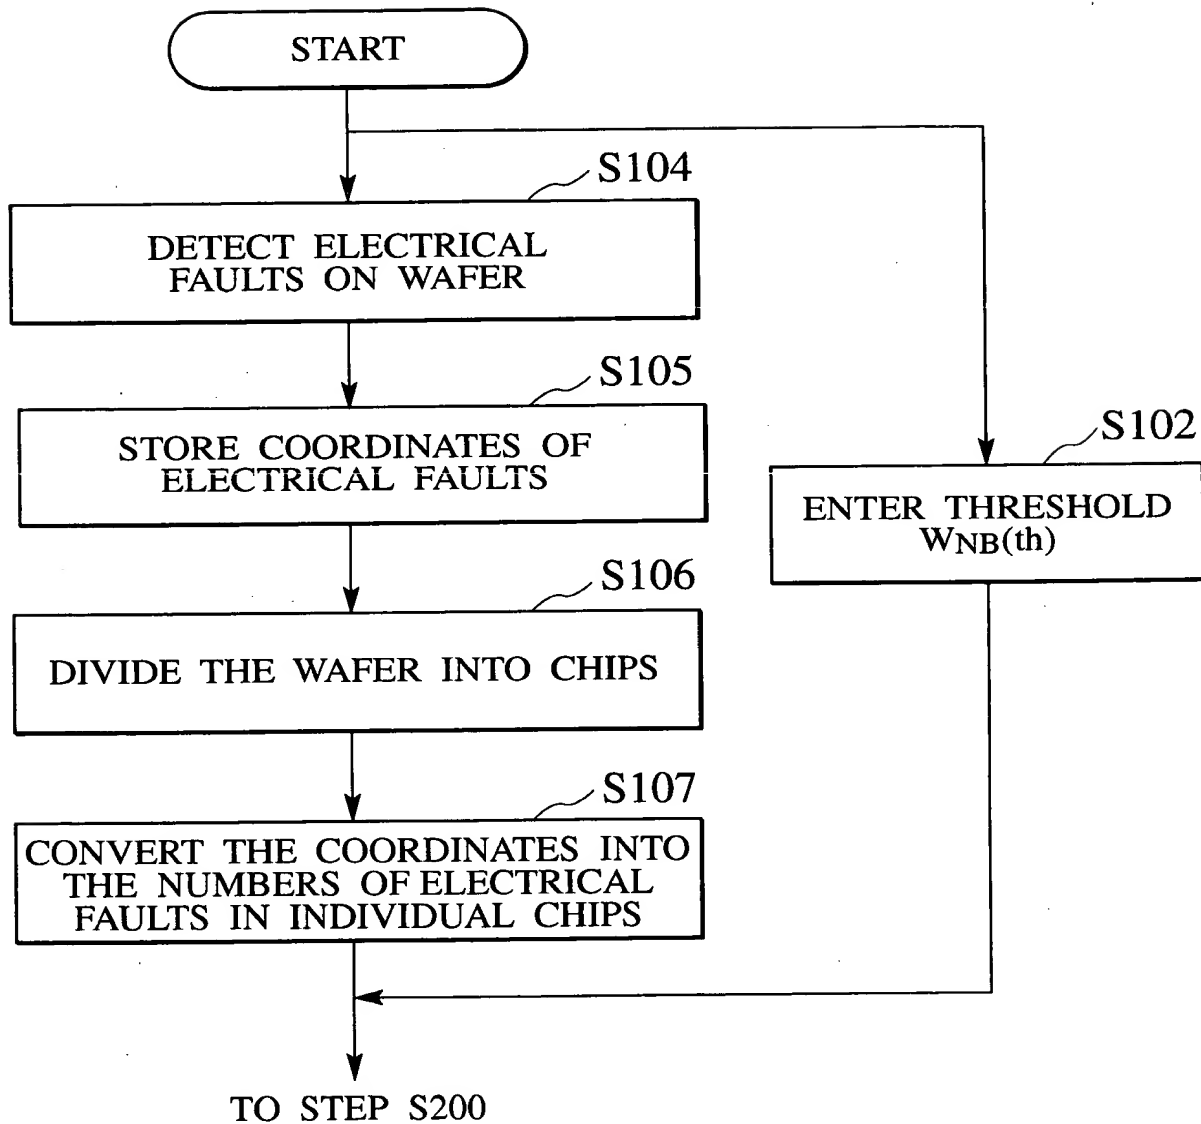 START
S104
DETECT ELECTRICAL
FAULTS ON WAFER
S105
STORE COORDINATES OF
ELECTRICAL FAULTS
S102
ENTER THRESHOLD
WNB(th)
S106
DIVIDE THE WAFER INTO CHIPS
S107
CONVERT THE COORDINATES INTO
THE NUMBERS OF ELECTRICAL
FAULTS IN INDIVIDUAL CHIPS
TO STEP S200